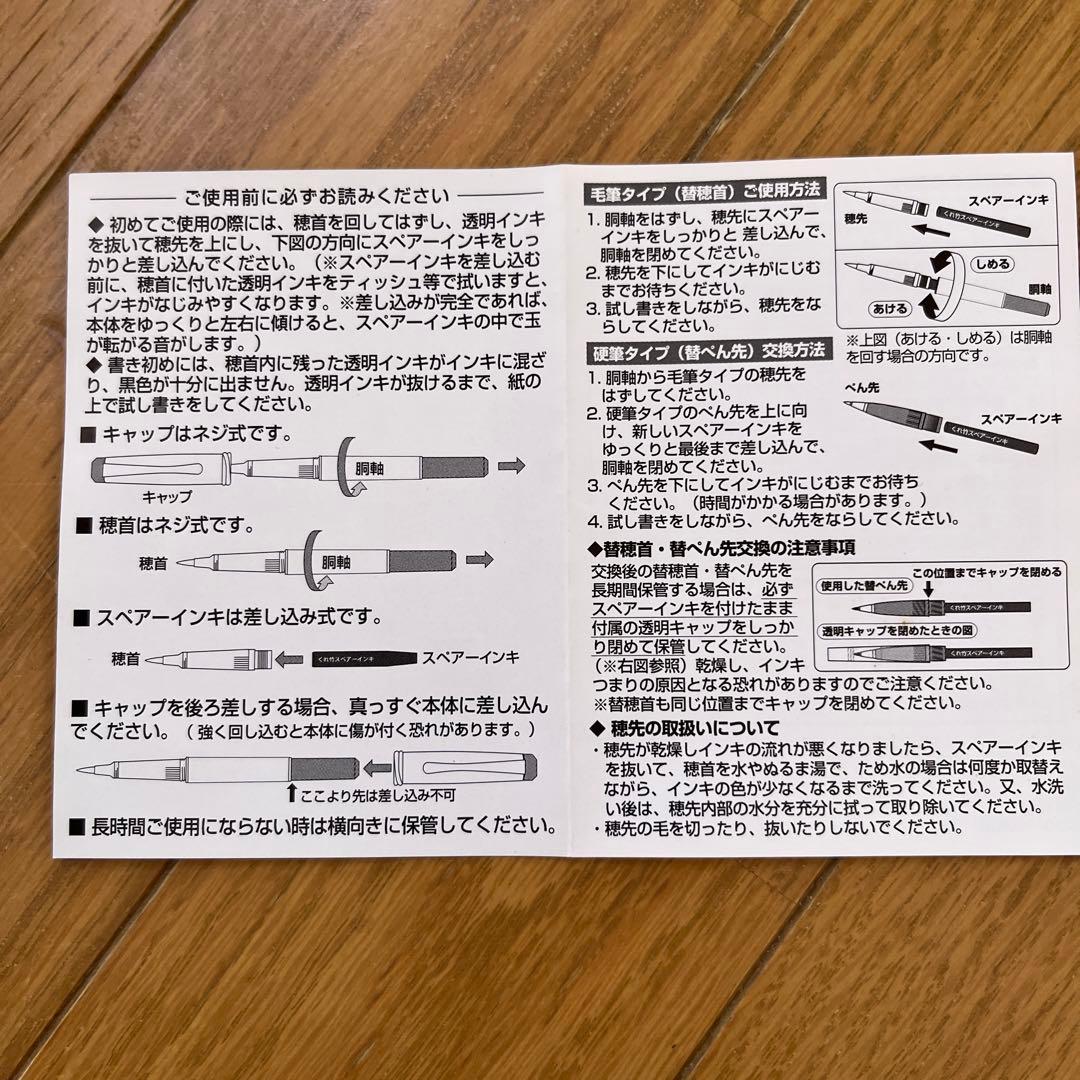 ご使用前に必ずお読みください
◆ 初めてご使用の際には、穂首を回してはずし、透明インキ
を抜いて穂先を上にし、下図の方向にスペアーインキをしっ
かりと差し込んでください。（※スペアーインキを差し込む
前に、穂首に付いた透明インキをティッシュ等で拭いますと、
インキがなじみやすくなります。※差し込みが完全であれば、
本体をゆっくりと左右に傾けると、スペアーインキの中で玉
が転がる音がします。）
◆ 書き初めには、穂首内に残った透明インキがインキに混ざ
り、黒色が十分に出ません。透明インキが抜けるまで、紙の
上で試し書きをしてください。
■ キャップはネジ式です。
胴軸
キャップ
■ 穂首はネジ式です。
穂首
胴軸
■ スペアーインキは差し込み式です。
穂首
くれ竹スペアーインキ
スペアーインキ
■ キャップを後ろ差しする場合、真っすぐ本体に差し込ん
でください。（ 強く回し込むと本体に傷が付く恐れがあります。）
ここより先は差し込み不可
■ 長時間ご使用にならない時は横向きに保管してください。
毛筆タイプ（替穂首）ご使用方法
1. 胴軸をはずし、穂先にスペアー
インキをしっかりと 差し込んで、
胴軸を閉めてください。
2. 穂先を下にしてインキがにじむ
までお待ちください。
3. 試し書きをしながら、穂先をな
らしてください。
穂先
スペアーインキ
くれ竹スペアーインキ
しめる
あける
胴軸
※上図（あける・しめる）は胴軸
を回す場合の方向です。
硬筆タイプ（替ぺん先）交換方法
1. 胴軸から毛筆タイプの穂先を
はずしてください。
2. 硬筆タイプのぺん先を上に向
け、新しいスペアーインキを
ゆっくりと最後まで差し込んで、
胴軸を閉めてください。
3. ぺん先を下にしてインキがにじむまでお待ち
ください。（時間がかかる場合があります。）
4. 試し書きをしながら、ぺん先をならしてください。
ぺん先
スペアーインキ
くれ竹スペアーインキ
◆替穂首・替ぺん先交換の注意事項
交換後の替穂首・替ぺん先を
長期間保管する場合は、必ず
スペアーインキを付けたまま
付属の透明キャップをしっか
り閉めて保管してください。
（※右図参照）乾燥し、インキ
つまりの原因となる恐れがありますのでご注意ください。
※替穂首も同じ位置までキャップを閉めてください。
この位置までキャップを閉める
使用した替ぺん先
くれ竹スペアーインキ
透明キャップを閉めたときの図
くれ竹スペアーインキ
◆ 穂先の取扱いについて
・穂先が乾燥しインキの流れが悪くなりましたら、スペアーインキ
を抜いて、穂首を水やぬるま湯で、ため水の場合は何度か取替え
ながら、インキの色が少なくなるまで洗ってください。又、水洗
い後は、穂先内部の水分を充分に拭って取り除いてください。
・穂先の毛を切ったり、抜いたりしないでください。